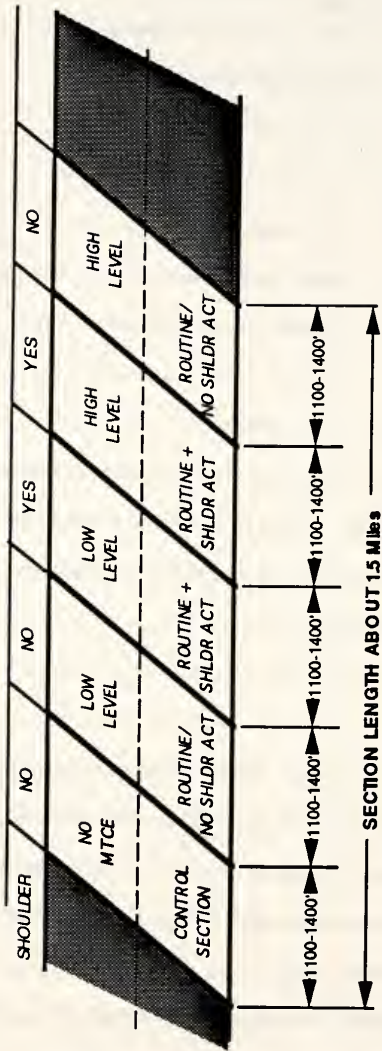 SHOULDER NO NO YES YES NO
NO
MTCE
LOW
LEVEL
LOW
LEVEL
HIGH
LEVEL
HIGH
LEVEL
CONTROL
SECTION
ROUTINE/
NO SHLDR ACT
ROUTINE +
SHLDR ACT
ROUTINE +
SHLDR ACT
ROUTINE/
NO SHLDR ACT
1100-1400' 1100-1400' 1100-1400' 1100-1400' 1100-1400'
SECTION LENGTH ABOUT 1.5 Miles